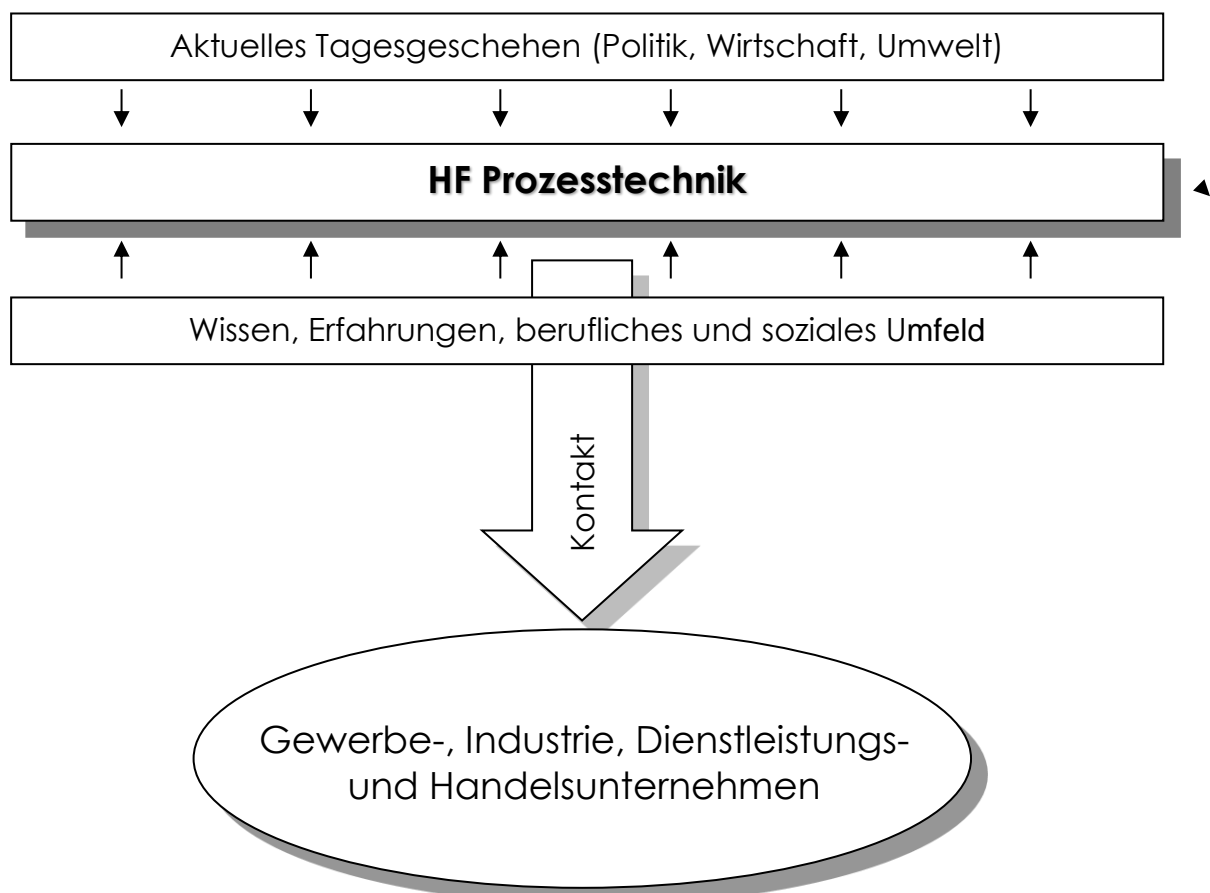 Aktuelles Tagesgeschehen (Politik, Wirtschaft, Umwelt)
HF Prozesstechnik
Wissen, Erfahrungen, berufliches und soziales Umfeld
Kontakt
Gewerbe-, Industrie, Dienstleistungs-
und Handelsunternehmen